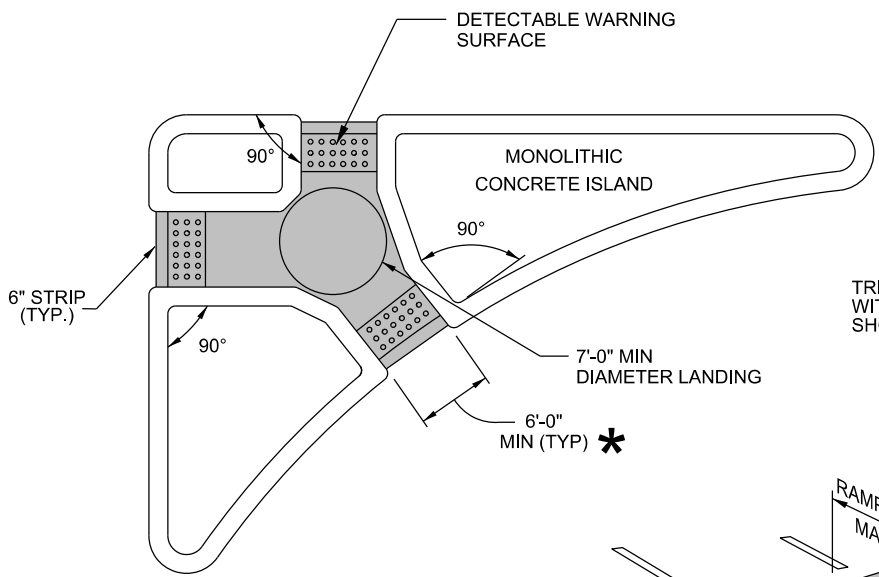 DETECTABLE WARNING
SURFACE
90°
MONOLITHIC
CONCRETE ISLAND
90°
6" STRIP
(TYP.)
90°
7'-0" MIN
DIAMETER LANDING
6'-0"
MIN (TYP) *